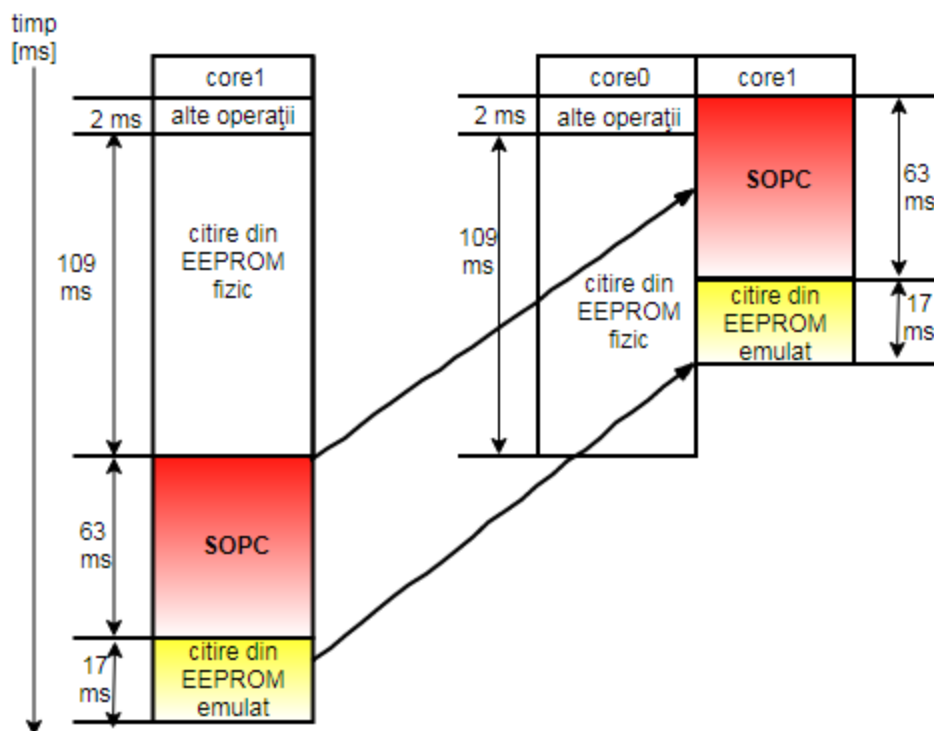 timp
[ms]
core1
2 ms
alte operaţii
109
ms
citire din
EEPROM
fizic
63
ms
SOPC
17
ms
citire din
EEPROM
emulat
core0
core1
2 ms
alte operaţii
SOPC
63
ms
109
ms
citire din
EEPROM
fizic
citire din
EEPROM
emulat
17
ms